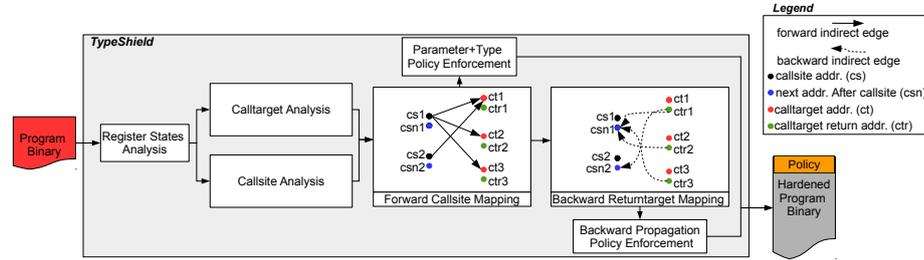 Legend
forward indirect edge
backward indirect edge
callsite addr. (cs)
next addr. After callsite (csn)
calltarget addr. (ct)
calltarget return addr. (ctr)
TypeShield
Parameter+Type
Policy Enforcement
Program
Binary
Register States
Analysis
Calltarget Analysis
Callsite Analysis
cs1
csn1
cs2
csn2
ct1
ctr1
ct2
ctr2
ct3
ctr3
Forward Callsite Mapping
cs1
csn1
cs2
csn2
ct1
ctr1
ct2
ctr2
ct3
ctr3
Backward Returntarget Mapping
Backward Propagation
Policy Enforcement
Policy
Hardened
Program
Binary